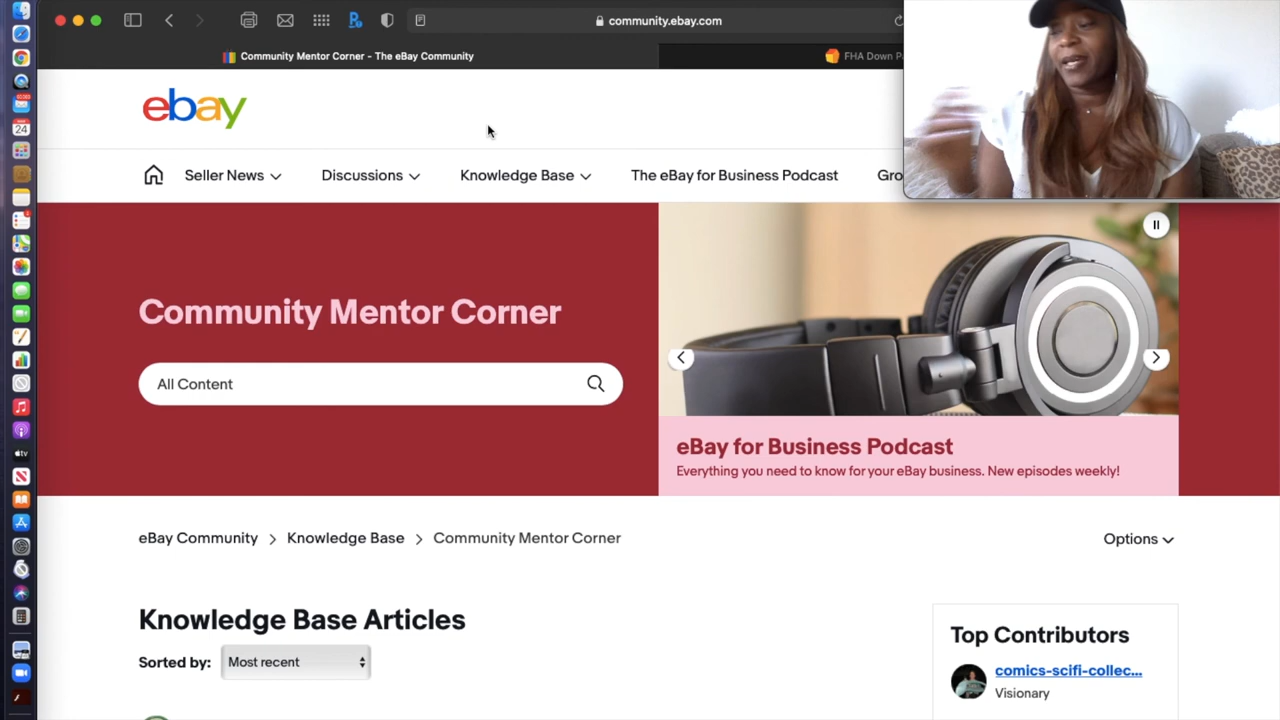 community.ebay.com
Community Mentor Corner - The eBay Community
FHA Down Pa
ebay
Seller News
Discussions
Knowledge Base
The eBay for Business Podcast
Gro
Community Mentor Corner
All Content
eBay for Business Podcast
Everything you need to know for your eBay business. New episodes weekly!
eBay Community
Knowledge Base
Community Mentor Corner
Options
Knowledge Base Articles
Sorted by:
Most recent
Top Contributors
comics-scifi-collec...
Visionary
24
tv